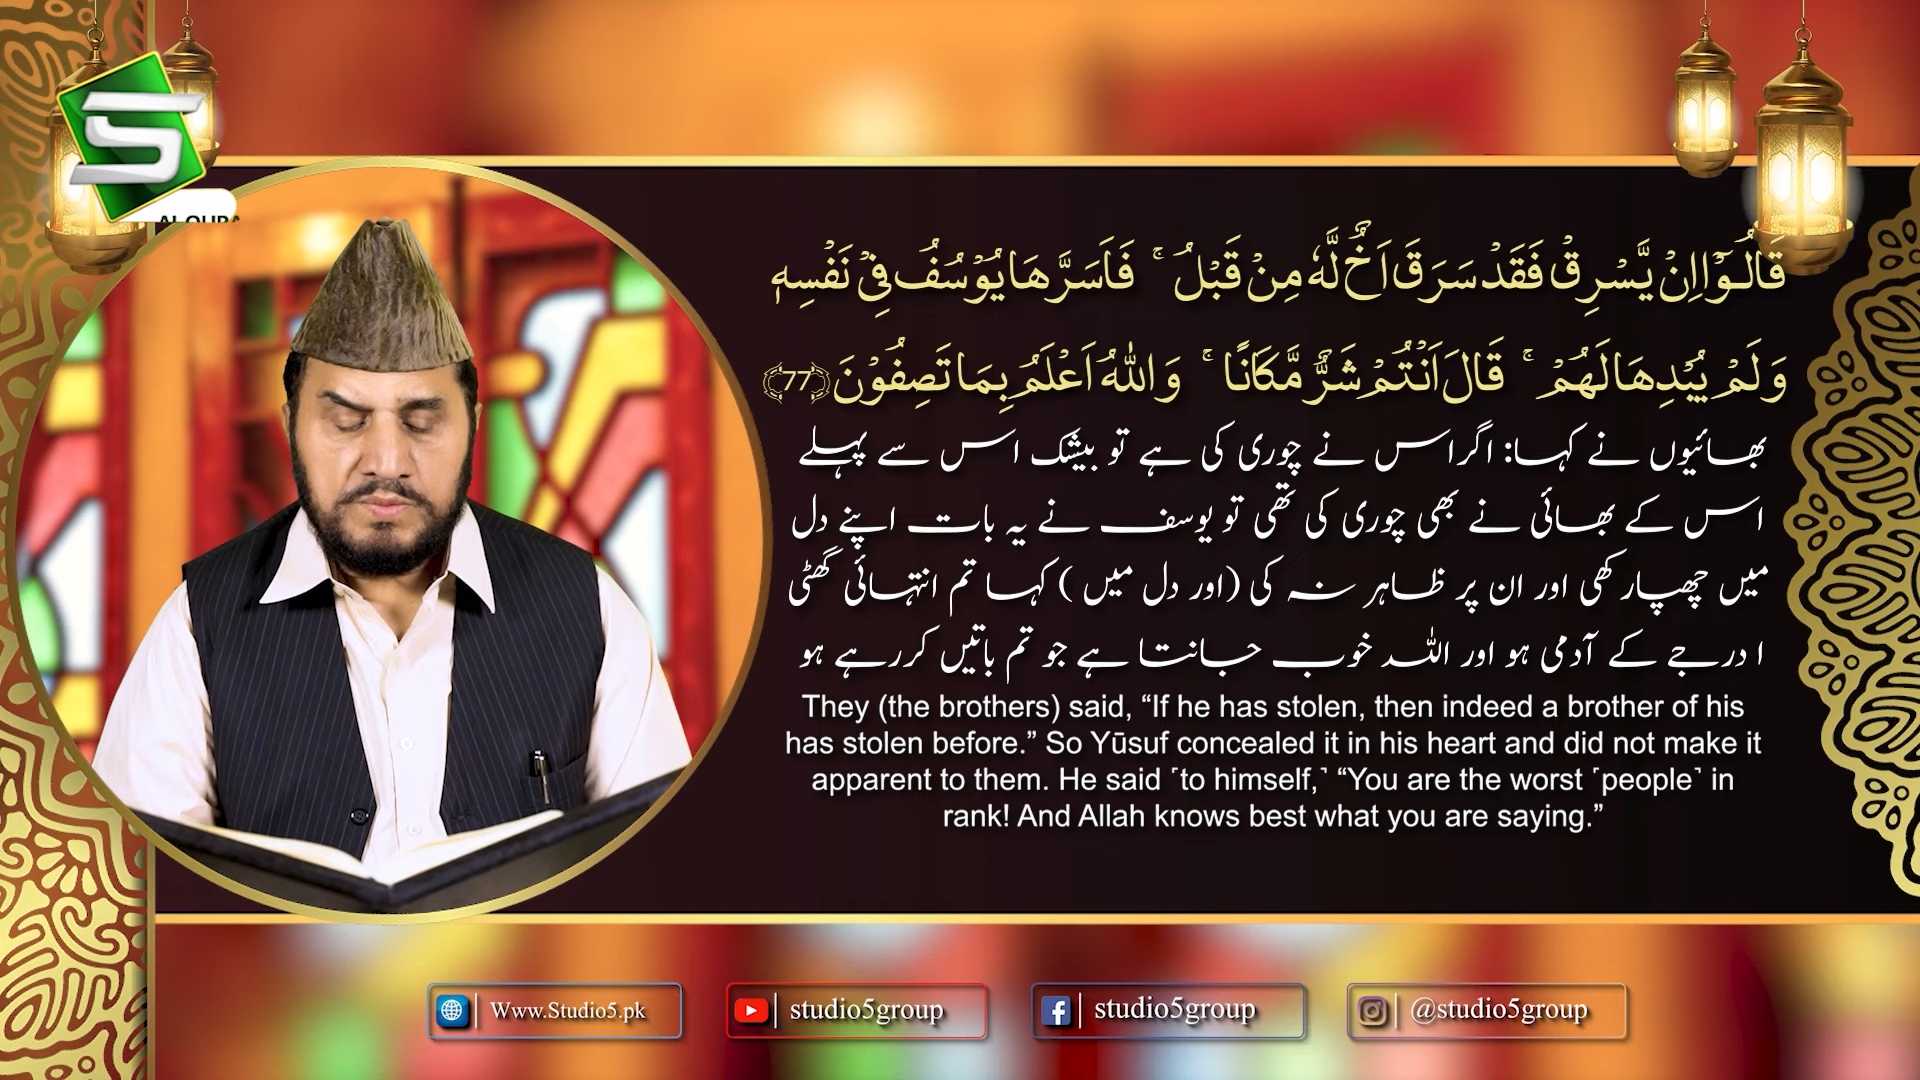 قَالُوْٓا اِنْ يَّسْرِقْ فَقَدْ سَرَقَ اَخٌ لَّهٗ مِنْ قَبْلُ ۚ فَاَسَرَّهَا يُوْسُفُ فِيْ نَفْسِهٖ
وَلَمْ يُبْدِهَا لَهُمْ ۚ قَالَ اَنْتُمْ شَرٌّ مَّكَانًا ۚ وَاللّٰهُ اَعْلَمُ بِمَا تَصِفُوْنَ ﴿77﴾
بھائیوں نے کہا: اگر اس نے چوری کی ہے تو بیشک اس سے پہلے
اس کے بھائی نے بھی چوری کی تھی تو یوسف نے یہ بات اپنے دل
میں چھپا رکھی اور ان پر ظاہر نہ کی (اور دل میں ) کہا تم انتہائی گھٹی
ا درجے کے آدمی ہو اور اللہ خوب جانتا ہے جو تم باتیں کررہے ہو
They (the brothers) said, “If he has stolen, then indeed a brother of his
has stolen before.” So Yūsuf concealed it in his heart and did not make it
apparent to them. He said ˹to himself,˺ “You are the worst ˹people˺ in
rank! And Allah knows best what you are saying.”
Www.Studio5.pk
studio5group
studio5group
@studio5group